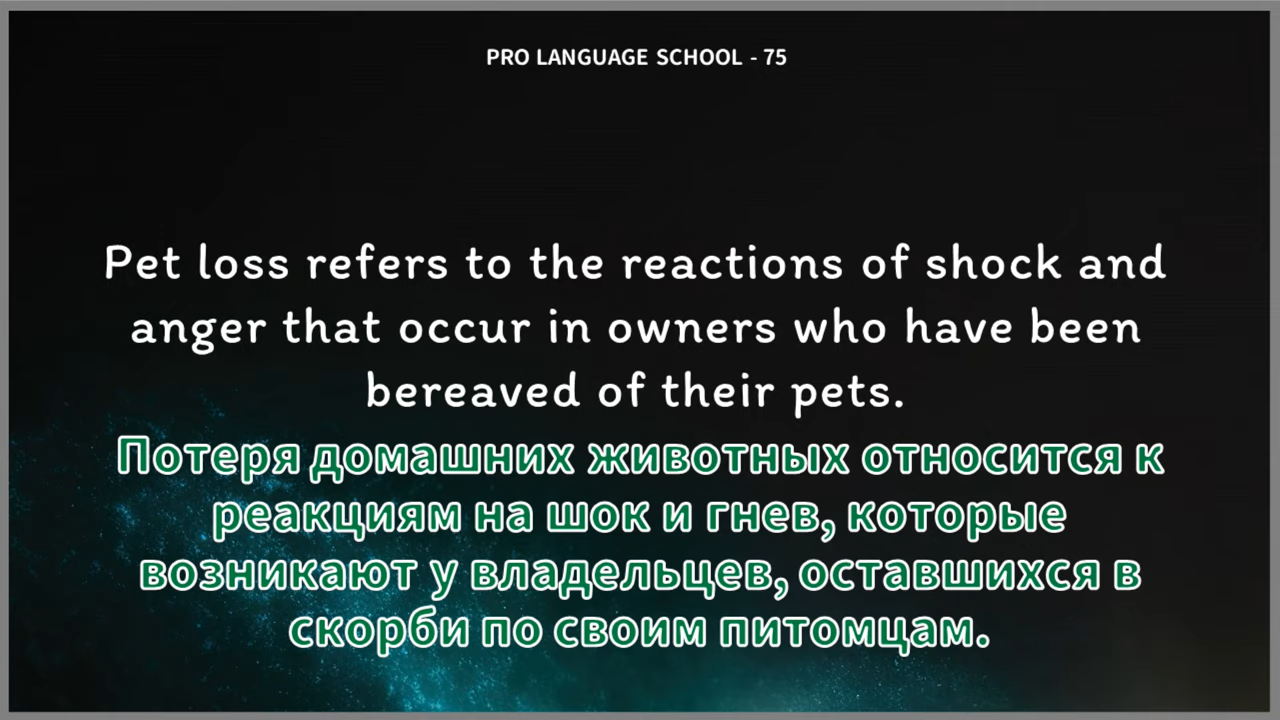 PRO LANGUAGE SCHOOL - 75
Pet loss refers to the reactions of shock and
anger that occur in owners who have been
bereaved of their pets.
Потеря домашних животных относится к
реакциям на шок и гнев, которые
возникают у владельцев, оставшихся в
скорби по своим питомцам.